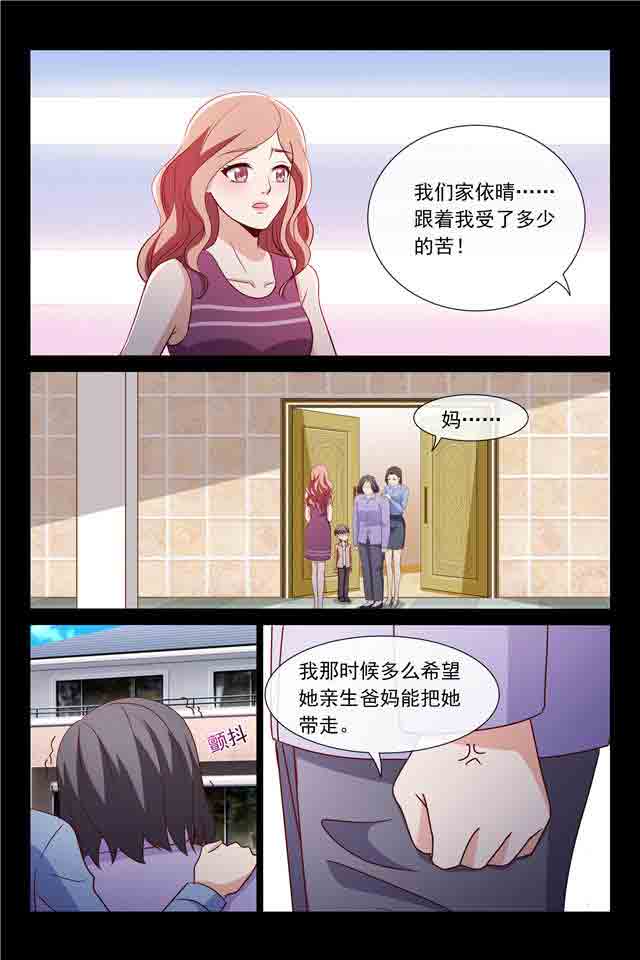 我们家依晴……
跟着我受了多少
的苦！
妈……
颤抖
我那时候多么希望
她亲生爸妈能把她
带走。